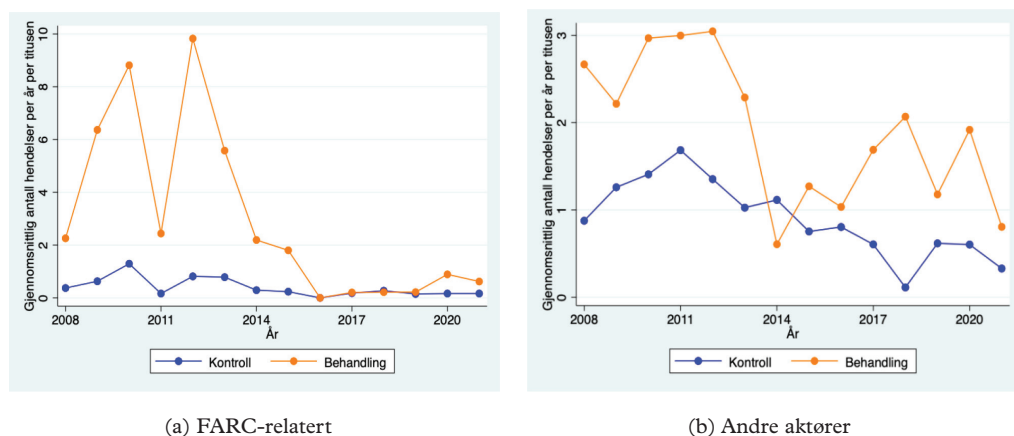 Gjennomsnittlig antall hendelser per år per titusen
10
8
6
4
2
0
2008
2011
2014
2017
2020
År
Kontroll
Behandling
(a) FARC-relatert
Gjennomsnittlig antall hendelser per år per titusen
3
2
1
0
2008
2011
2014
2017
2020
År
Kontroll
Behandling
(b) Andre aktører